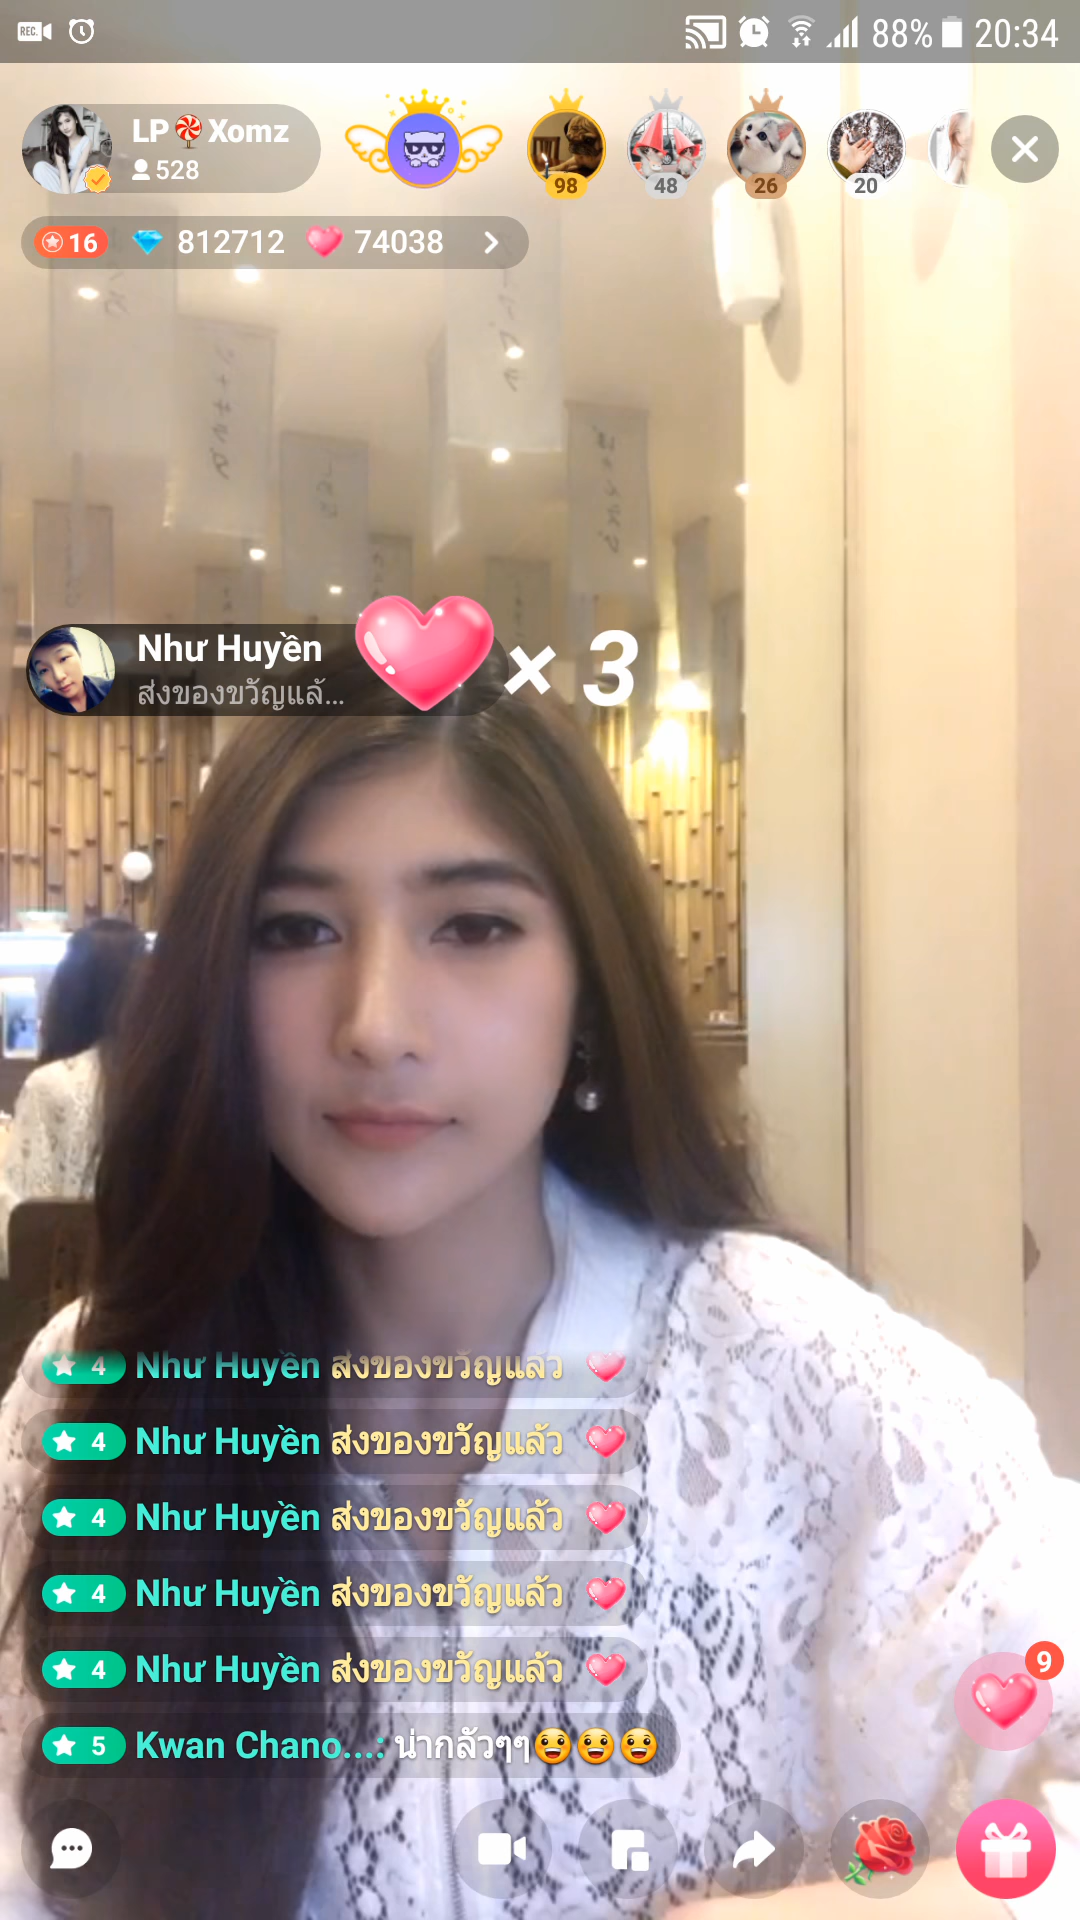 REC
88% 20:34
LP🍭Xomz
528
98
48
26
20
16 812712 74038
Như Huyền
ส่งของขวัญแล้...
× 3
4 Như Huyền ส่งของขวัญแล้ว
4 Như Huyền ส่งของขวัญแล้ว
4 Như Huyền ส่งของขวัญแล้ว
4 Như Huyền ส่งของขวัญแล้ว
4 Như Huyền ส่งของขวัญแล้ว
9
5 Kwan Chano...: น่ากลัวๆๆ😀😀😀